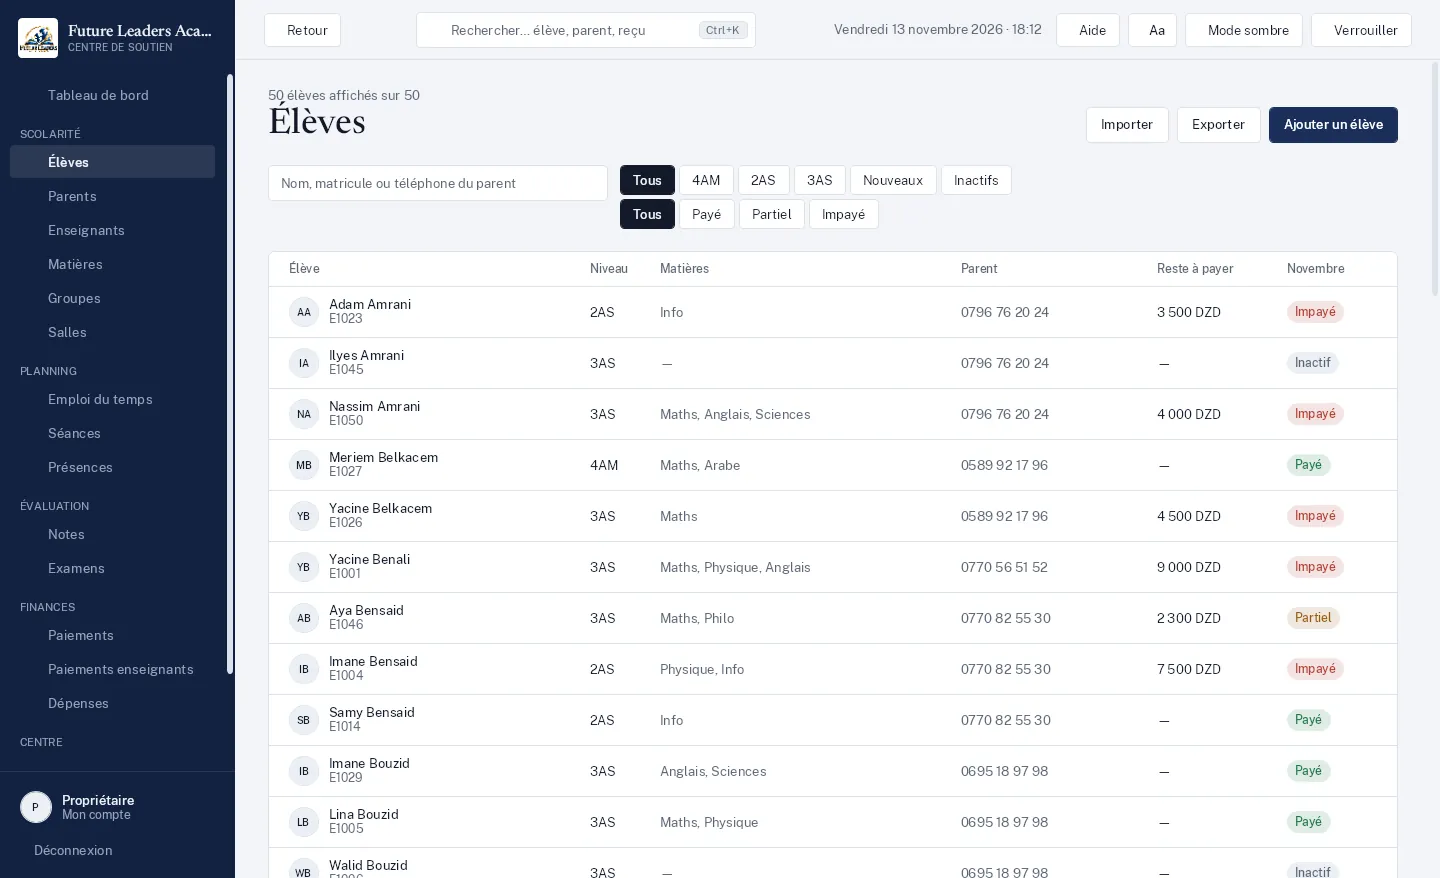 Future Leaders Aca...
CENTRE DE SOUTIEN
Tableau de bord
SCOLARITÉ
Élèves
Parents
Enseignants
Matières
Groupes
Salles
PLANNING
Emploi du temps
Séances
Présences
ÉVALUATION
Notes
Examens
FINANCES
Paiements
Paiements enseignants
Dépenses
CENTRE
P
Propriétaire
Mon compte
Déconnexion
Retour
Rechercher... élève, parent, reçu Ctrl+K
Vendredi 13 novembre 2026 · 18:12
Aide
Aa
Mode sombre
Verrouiller
50 élèves affichés sur 50
Élèves
Importer
Exporter
Ajouter un élève
Nom, matricule ou téléphone du parent
Tous 4AM 2AS 3AS Nouveaux Inactifs
Tous Payé Partiel Impayé
Élève Niveau Matières Parent Reste à payer Novembre
AA Adam Amrani E1023 2AS Info 0796 76 20 24 3 500 DZD Impayé
IA Ilyes Amrani E1045 3AS — 0796 76 20 24 — Inactif
NA Nassim Amrani E1050 3AS Maths, Anglais, Sciences 0796 76 20 24 4 000 DZD Impayé
MB Meriem Belkacem E1027 4AM Maths, Arabe 0589 92 17 96 — Payé
YB Yacine Belkacem E1026 3AS Maths 0589 92 17 96 4 500 DZD Impayé
YB Yacine Benali E1001 3AS Maths, Physique, Anglais 0770 56 51 52 9 000 DZD Impayé
AB Aya Bensaid E1046 3AS Maths, Philo 0770 82 55 30 2 300 DZD Partiel
IB Imane Bensaid E1004 2AS Physique, Info 0770 82 55 30 7 500 DZD Impayé
SB Samy Bensaid E1014 2AS Info 0770 82 55 30 — Payé
IB Imane Bouzid E1029 3AS Anglais, Sciences 0695 18 97 98 — Payé
LB Lina Bouzid E1005 3AS Maths, Physique 0695 18 97 98 — Payé
WB Walid Bouzid 3AS — 0695 18 97 98 — Inactif